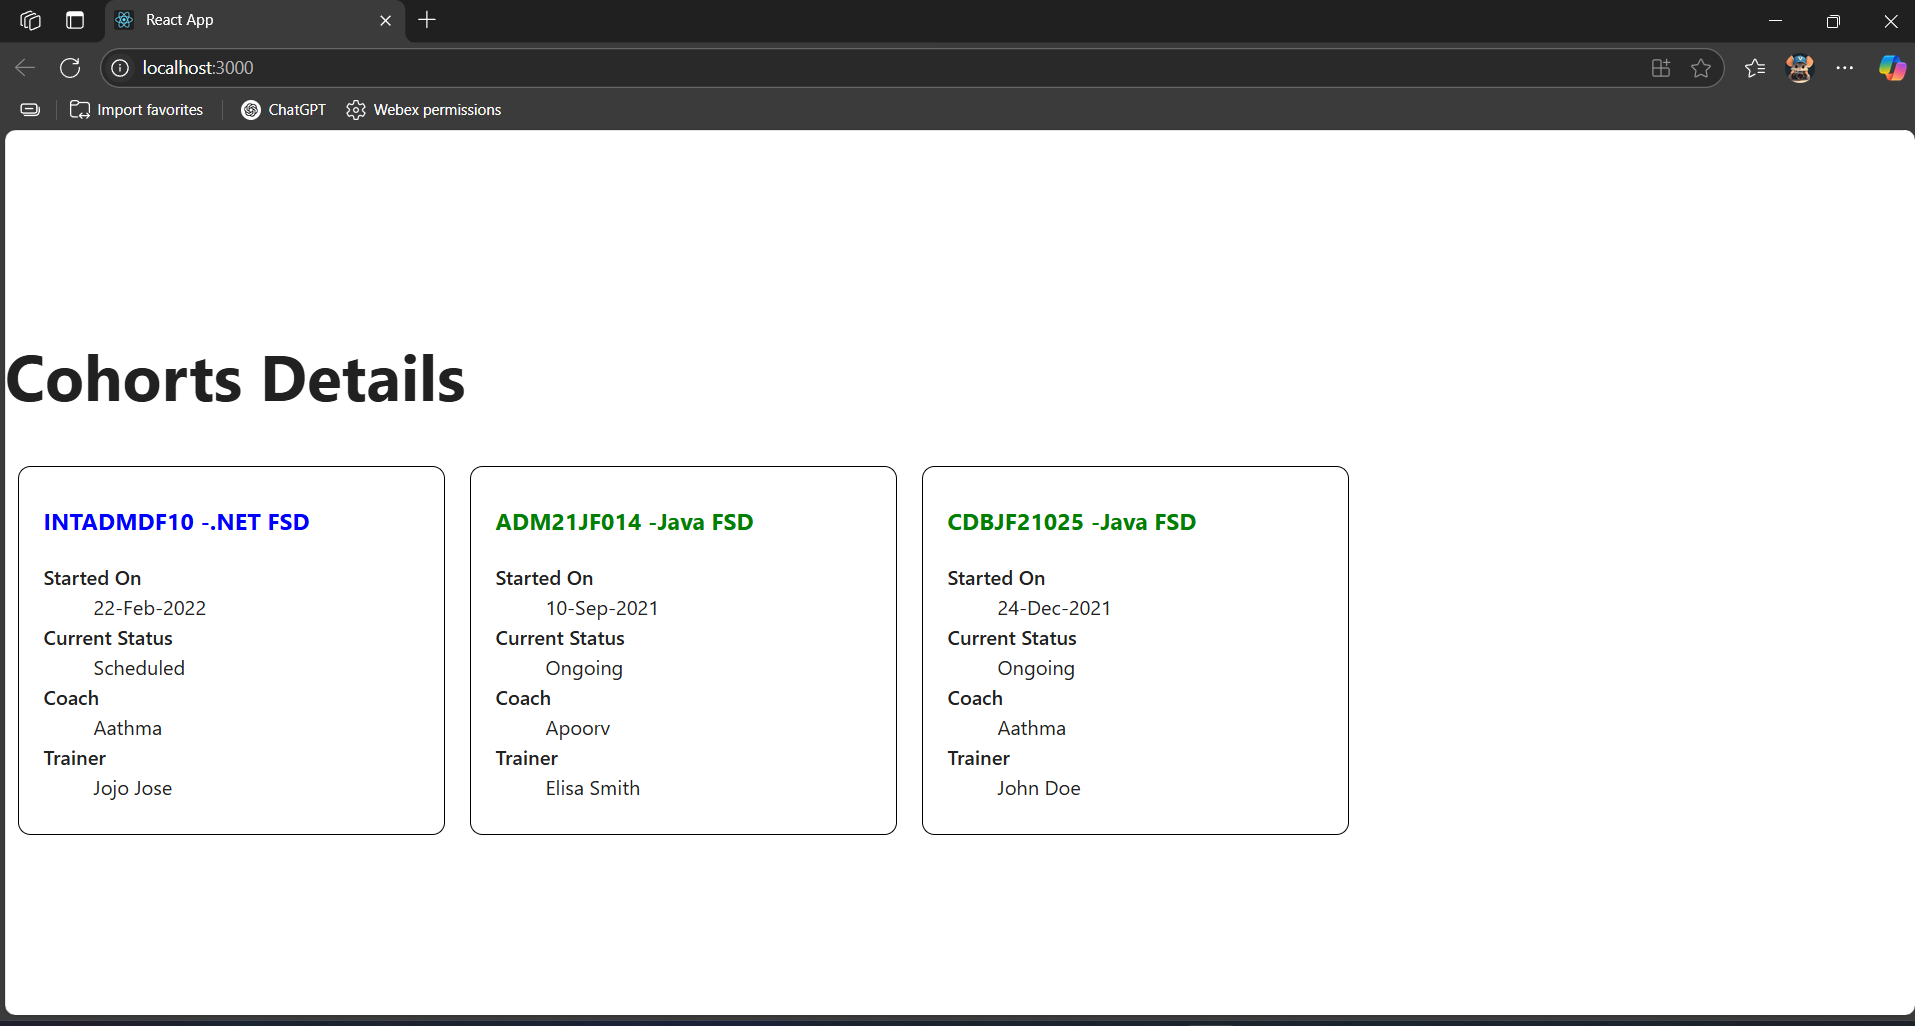 React App
localhost:3000
Import favorites
ChatGPT
Webex permissions
Cohorts Details
INTADMDF10 -.NET FSD
Started On
22-Feb-2022
Current Status
Scheduled
Coach
Aathma
Trainer
Jojo Jose
ADM21JF014 -Java FSD
Started On
10-Sep-2021
Current Status
Ongoing
Coach
Apoorv
Trainer
Elisa Smith
CDBJF21025 -Java FSD
Started On
24-Dec-2021
Current Status
Ongoing
Coach
Aathma
Trainer
John Doe